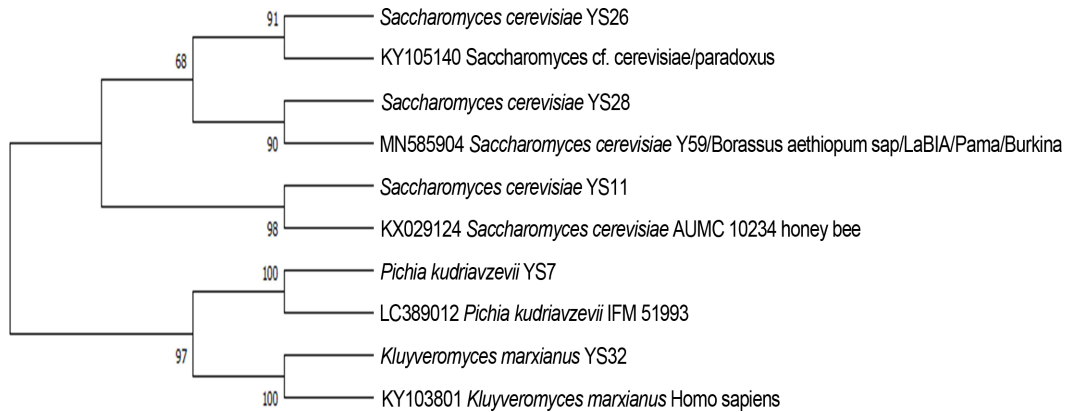 91
Saccharomyces cerevisiae YS26
KY105140 Saccharomyces cf. cerevisiae/paradoxus
68
Saccharomyces cerevisiae YS28
90
MN585904 Saccharomyces cerevisiae Y59/Borassus aethiopum sap/LaBIA/Pama/Burkina
Saccharomyces cerevisiae YS11
98
KX029124 Saccharomyces cerevisiae AUMC 10234 honey bee
100
Pichia kudriavzevii YS7
LC389012 Pichia kudriavzevii IFM 51993
97
Kluyveromyces marxianus YS32
100
KY103801 Kluyveromyces marxianus Homo sapiens